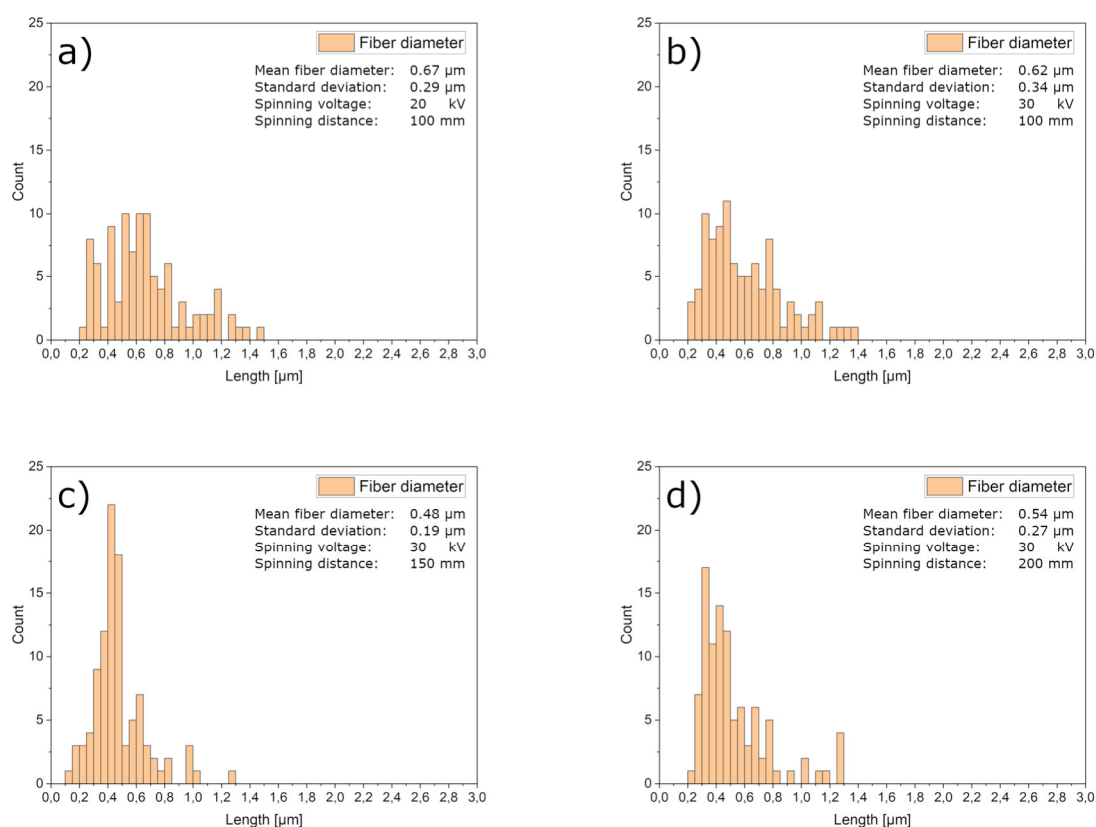 a)
Fiber diameter
Mean fiber diameter: 0.67 µm
Standard deviation: 0.29 µm
Spinning voltage: 20 kV
Spinning distance: 100 mm
25
20
15
10
5
0
Count
0,0 0,2 0,4 0,6 0,8 1,0 1,2 1,4 1,6 1,8 2,0 2,2 2,4 2,6 2,8 3,0
Length [µm]
b)
Fiber diameter
Mean fiber diameter: 0.62 µm
Standard deviation: 0.34 µm
Spinning voltage: 30 kV
Spinning distance: 100 mm
25
20
15
10
5
0
Count
0,0 0,2 0,4 0,6 0,8 1,0 1,2 1,4 1,6 1,8 2,0 2,2 2,4 2,6 2,8 3,0
Length [µm]
c)
Fiber diameter
Mean fiber diameter: 0.48 µm
Standard deviation: 0.19 µm
Spinning voltage: 30 kV
Spinning distance: 150 mm
25
20
15
10
5
0
Count
0,0 0,2 0,4 0,6 0,8 1,0 1,2 1,4 1,6 1,8 2,0 2,2 2,4 2,6 2,8 3,0
Length [µm]
d)
Fiber diameter
Mean fiber diameter: 0.54 µm
Standard deviation: 0.27 µm
Spinning voltage: 30 kV
Spinning distance: 200 mm
25
20
15
10
5
0
Count
0,0 0,2 0,4 0,6 0,8 1,0 1,2 1,4 1,6 1,8 2,0 2,2 2,4 2,6 2,8 3,0
Length [µm]